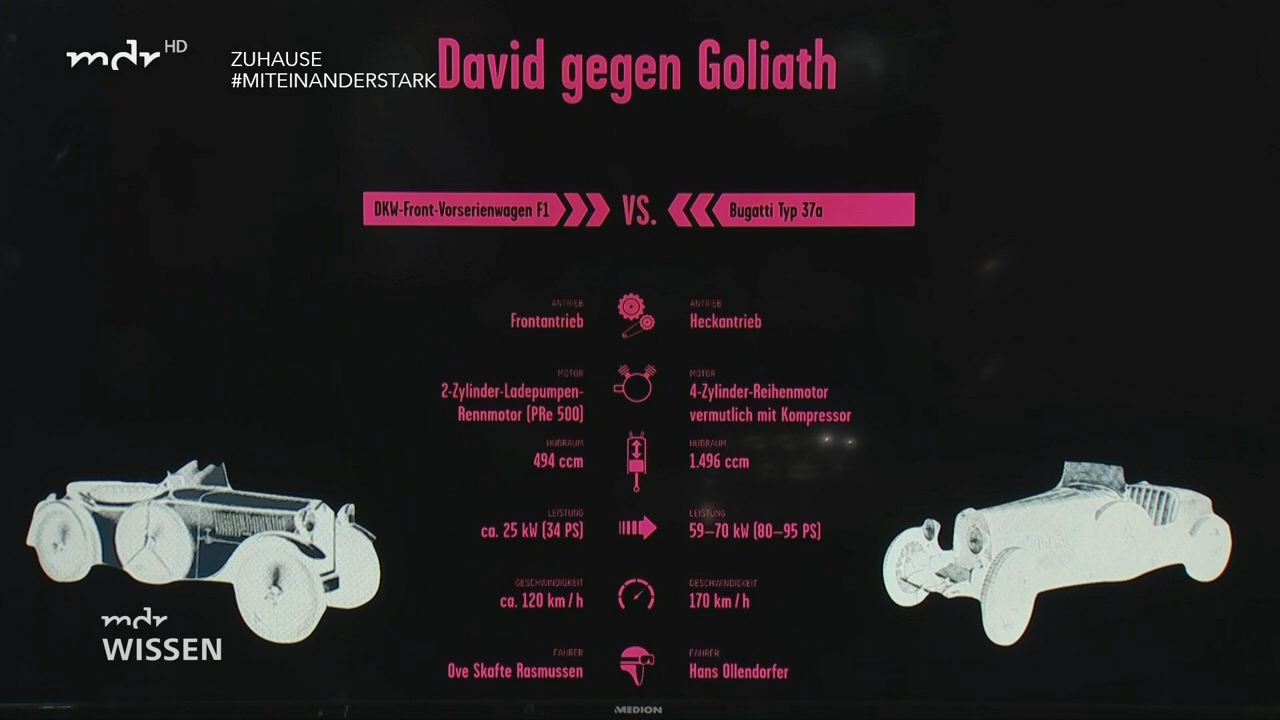 mdr HD
ZUHAUSE
#MITEINANDERSTARK
David gegen Goliath
DKW-Front-Vorserienwagen F1
VS.
Bugatti Typ 37a
ANTRIEB
Frontantrieb
ANTRIEB
Heckantrieb
MOTOR
2-Zylinder-Ladepumpen-
Rennmotor (PRe 500)
MOTOR
4-Zylinder-Reihenmotor
vermutlich mit Kompressor
HUBRAUM
494 ccm
HUBRAUM
1.496 ccm
LEISTUNG
ca. 25 kW (34 PS)
LEISTUNG
59–70 kW (80–95 PS)
GESCHWINDIGKEIT
ca. 120 km/h
GESCHWINDIGKEIT
170 km/h
FAHRER
Ove Skafte Rasmussen
FAHRER
Hans Ollendorfer
mdr
WISSEN
MEDION